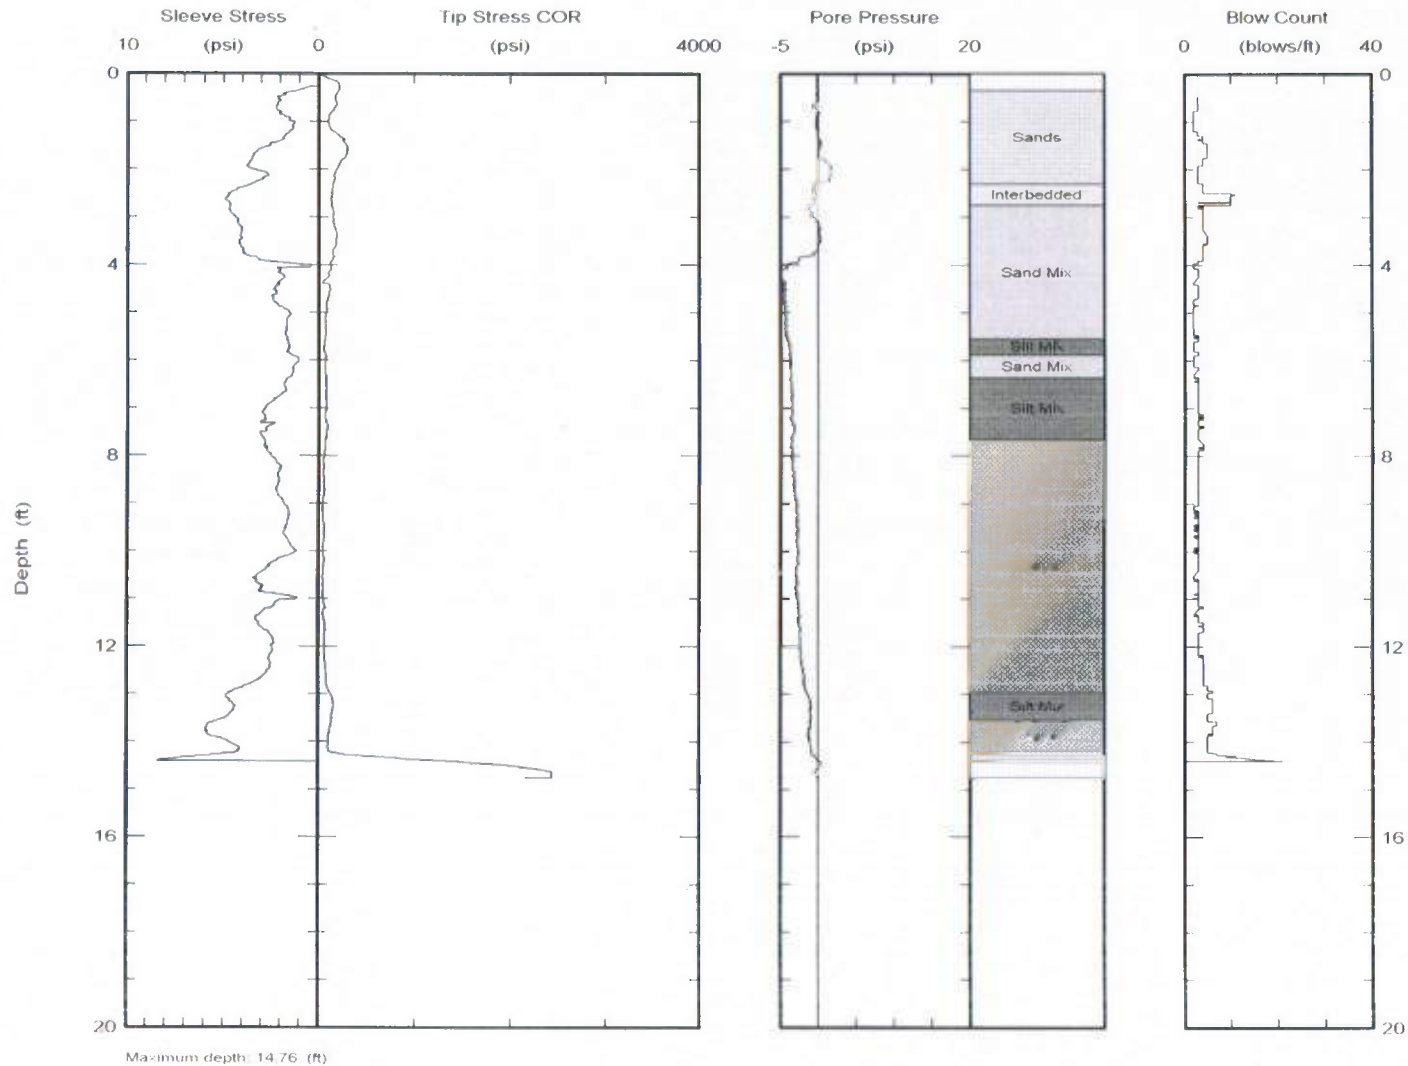 Sleeve Stress Tip Stress COR Pore Pressure Blow Count
10 (psi) 0 (psi) 4000 -5 (psi) 20 0 (blows/ft) 40
0 0
Sands
Interbedded
4 Sand Mix 4
Silt Mix
Sand Mix
Silt Mix
8 8
Depth (ft)
12 12
Silt Mix
16 16
20 20
Maximum depth: 14.76 (ft)